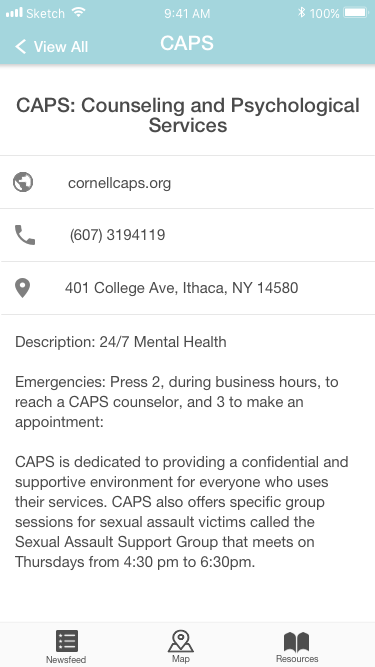 Sketch 9:41 AM 100%
View All CAPS
CAPS: Counseling and Psychological
Services
cornellcaps.org
(607) 3194119
401 College Ave, Ithaca, NY 14580
Description: 24/7 Mental Health
Emergencies: Press 2, during business hours, to
reach a CAPS counselor, and 3 to make an
appointment:
CAPS is dedicated to providing a confidential and
supportive environment for everyone who uses
their services. CAPS also offers specific group
sessions for sexual assault victims called the
Sexual Assault Support Group that meets on
Thursdays from 4:30 pm to 6:30pm.
Newsfeed Map Resources